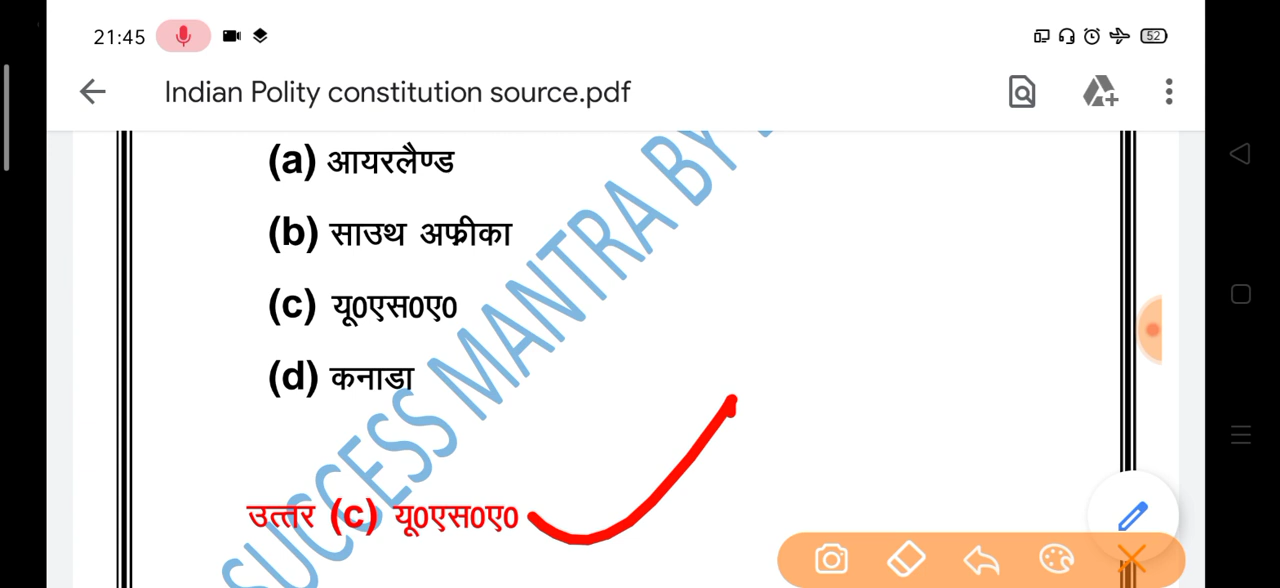 21:45
52
Indian Polity constitution source.pdf
(a) आयरलैण्ड
(b) साउथ अफ्रीका
(c) यू0एस0ए0
(d) कनाडा
उत्तर (c) यू0एस0ए0
SUCCESS MANTRA BY